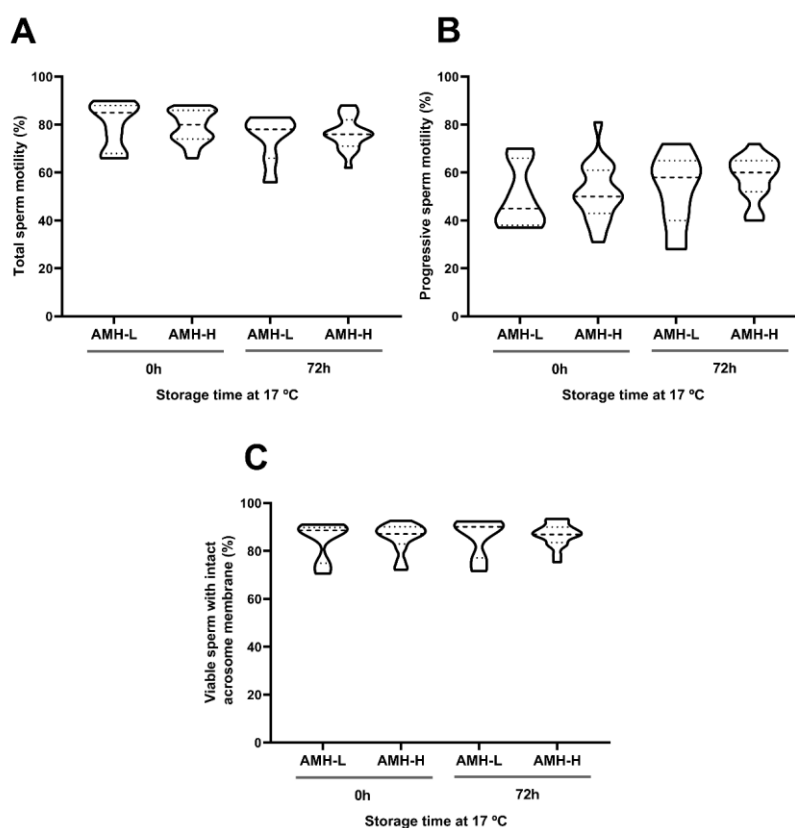 A
Total sperm motility (%)
100
80
60
40
20
0
AMH-L AMH-H AMH-L AMH-H
0h 72h
Storage time at 17 ºC
B
Progressive sperm motility (%)
100
80
60
40
20
0
AMH-L AMH-H AMH-L AMH-H
0h 72h
Storage time at 17 ºC
C
Viable sperm with intact
acrosome membrane (%)
100
80
60
40
20
0
AMH-L AMH-H AMH-L AMH-H
0h 72h
Storage time at 17 ºC